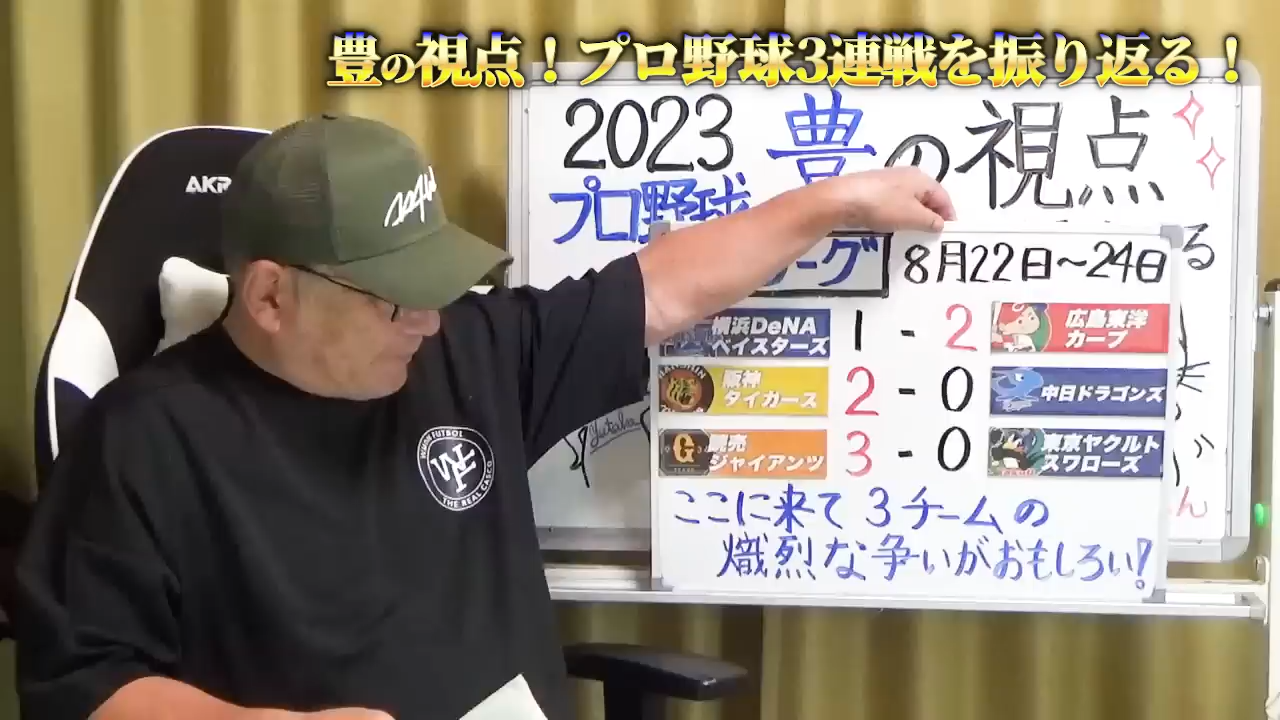 豊の視点！プロ野球3連戦を振り返る！
2023 豊の視点
プロ野球
る
リーグ 8月22日～24日
横浜DeNAベイスターズ 1 - 2 広島東洋カープ
阪神タイガース 2 - 0 中日ドラゴンズ
読売ジャイアンツ 3 - 0 東京ヤクルトスワローズ
ここに来て3チームの
熾烈な争いがおもしろい!
ん
AKR
WF
THE REAL CASCO